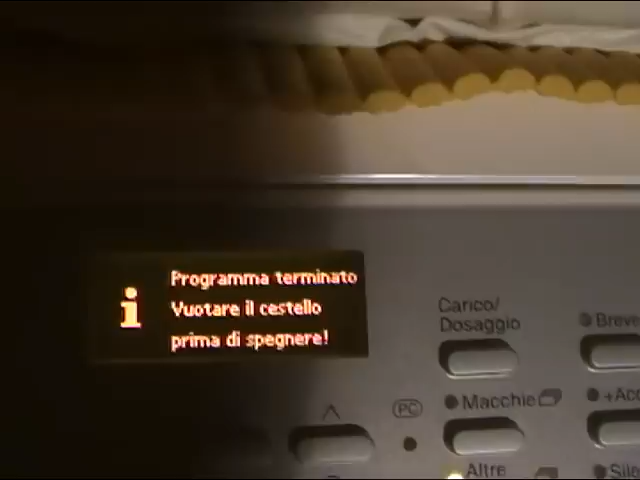 i
Programma terminato
Vuotare il cestello
prima di spegnere!
Carico/
Dosaggio
PC
Macchie
Altre
Breve